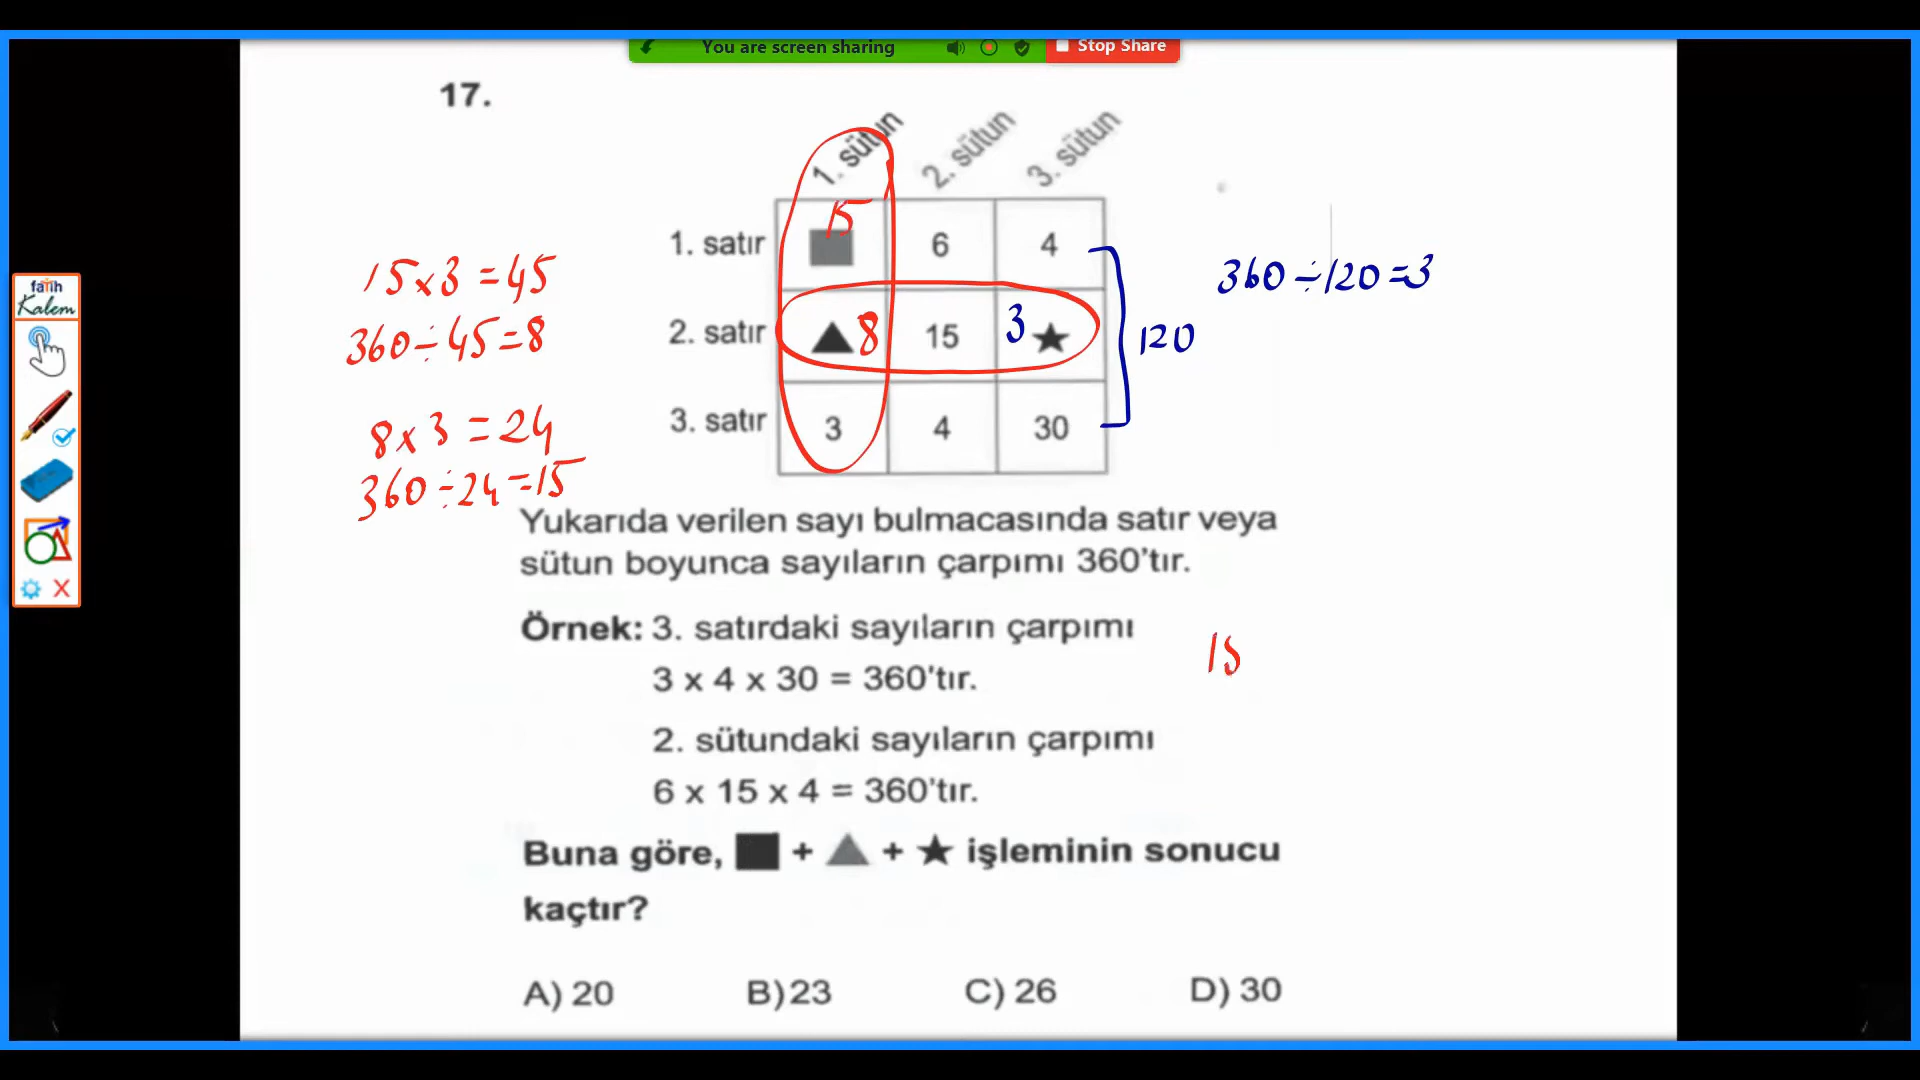 You are screen sharing
Stop Share
17.
1. sütun
2. sütun
3. sütun
1. satır
15
6
4
2. satır
8
15
3
3. satır
3
4
30
120
360÷120=3
15x3=45
360÷45=8
8x3=24
360÷24=15
fatih
Kalem
Yukarıda verilen sayı bulmacasında satır veya
sütun boyunca sayıların çarpımı 360'tır.
Örnek: 3. satırdaki sayıların çarpımı
3 x 4 x 30 = 360'tır.
15
2. sütundaki sayıların çarpımı
6 x 15 x 4 = 360'tır.
Buna göre, ■ + ▲ + ★ işleminin sonucu
kaçtır?
A) 20 B) 23 C) 26 D) 30